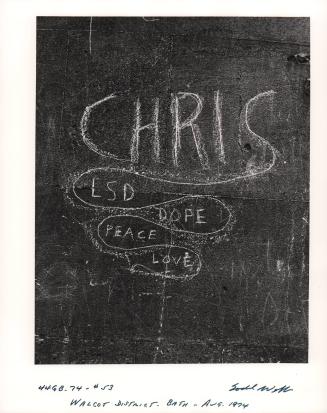 CHRIS
LSD
DOPE
PEACE
LOVE
44GB-74-#53
WALCOT DISTRICT. BATH - AUG. 1974